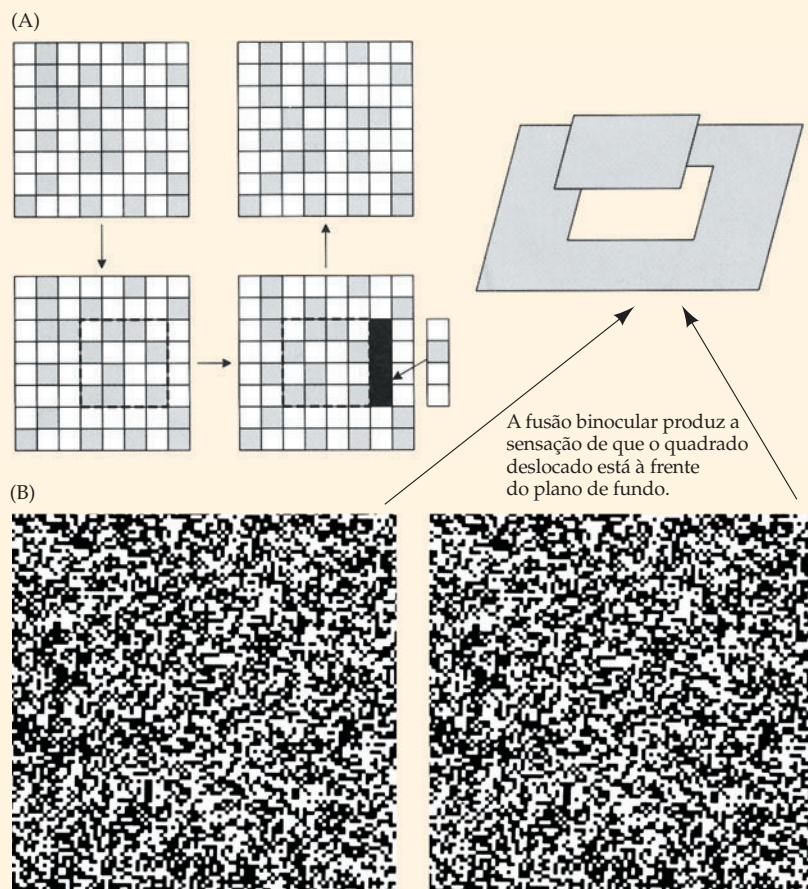 (A)
A fusão binocular produz a
sensação de que o quadrado
deslocado está à frente
do plano de fundo.
(B)